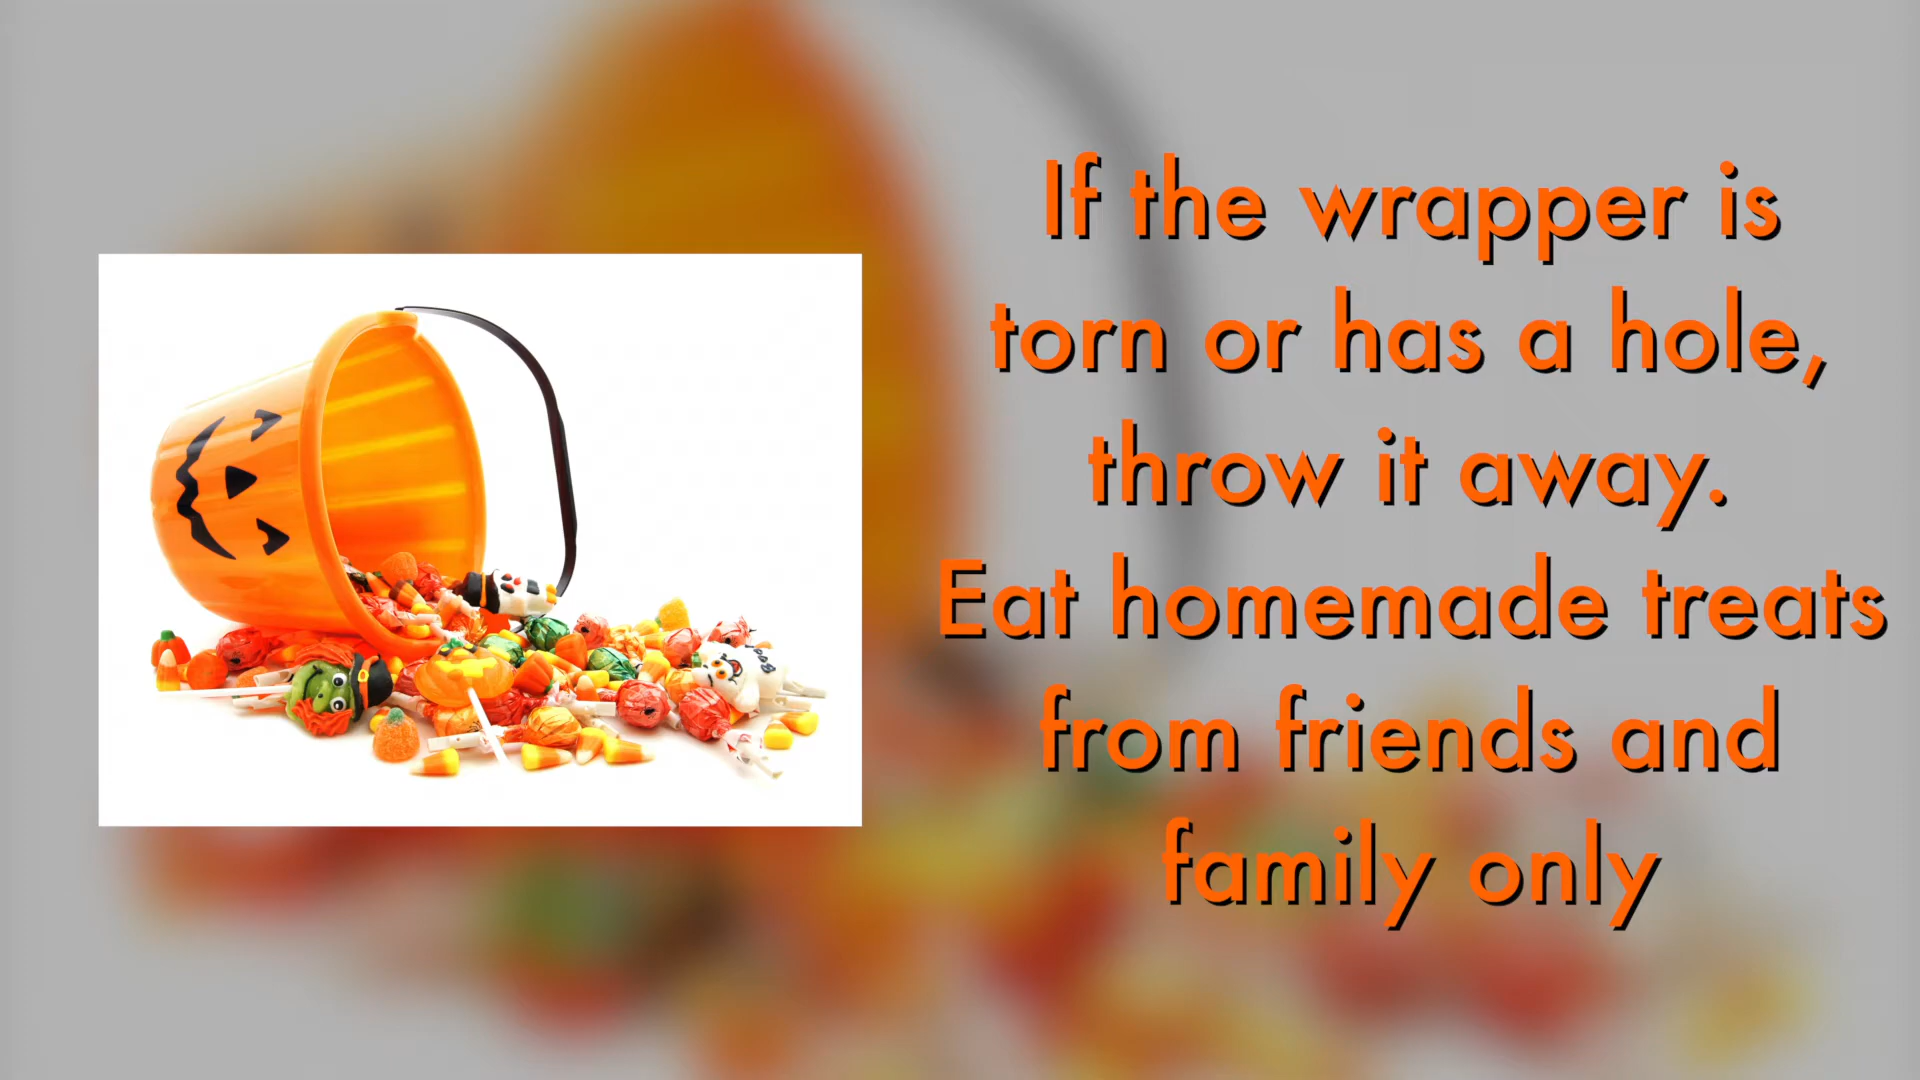 If the wrapper is
torn or has a hole,
throw it away.
Eat homemade treats
from friends and
family only